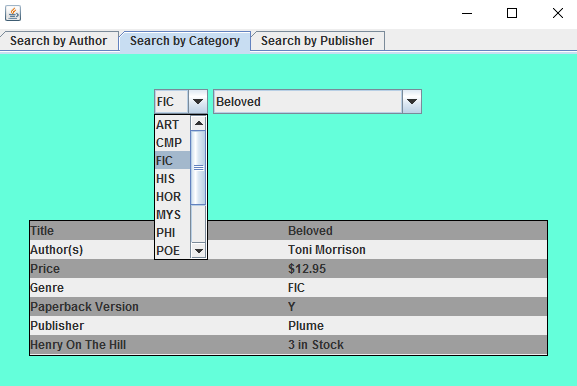 Search by Author Search by Category Search by Publisher
FIC Beloved
ART
CMP
FIC
HIS
HOR
MYS
PHI
POE
Title Beloved
Author(s) Toni Morrison
Price $12.95
Genre FIC
Paperback Version Y
Publisher Plume
Henry On The Hill 3 in Stock